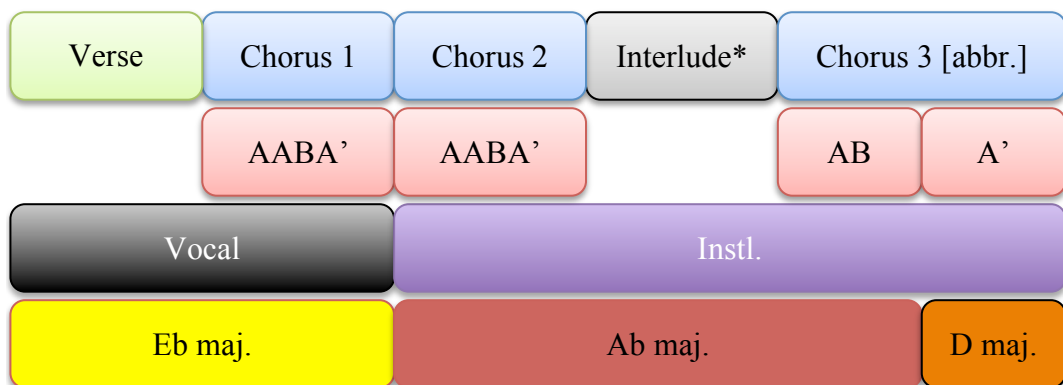 Verse Chorus 1 Chorus 2 Interlude* Chorus 3 [abbr.]
AABA’ AABA’ AB A’
Vocal Instl.
Eb maj. Ab maj. D maj.